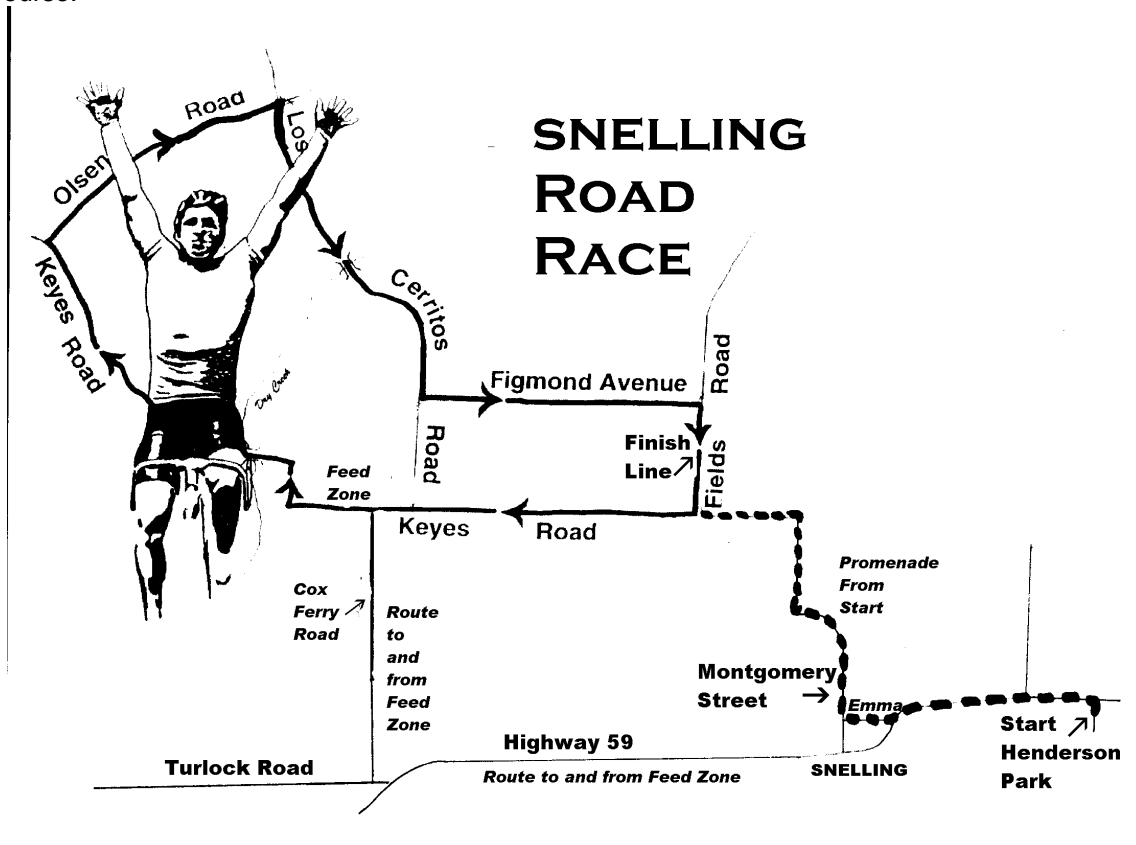 SNELLING
ROAD
RACE
Olsen
Road
Los
Cerritos
Road
Keyes
Road
Dry Creek
Figmond Avenue
Road
Fields
Finish
Line
Feed
Zone
Keyes
Road
Cox
Ferry
Road
Route
to
and
from
Feed
Zone
Promenade
From
Start
Montgomery
Street
Emma
Start
Henderson
Park
Highway 59
Route to and from Feed Zone
SNELLING
Turlock Road